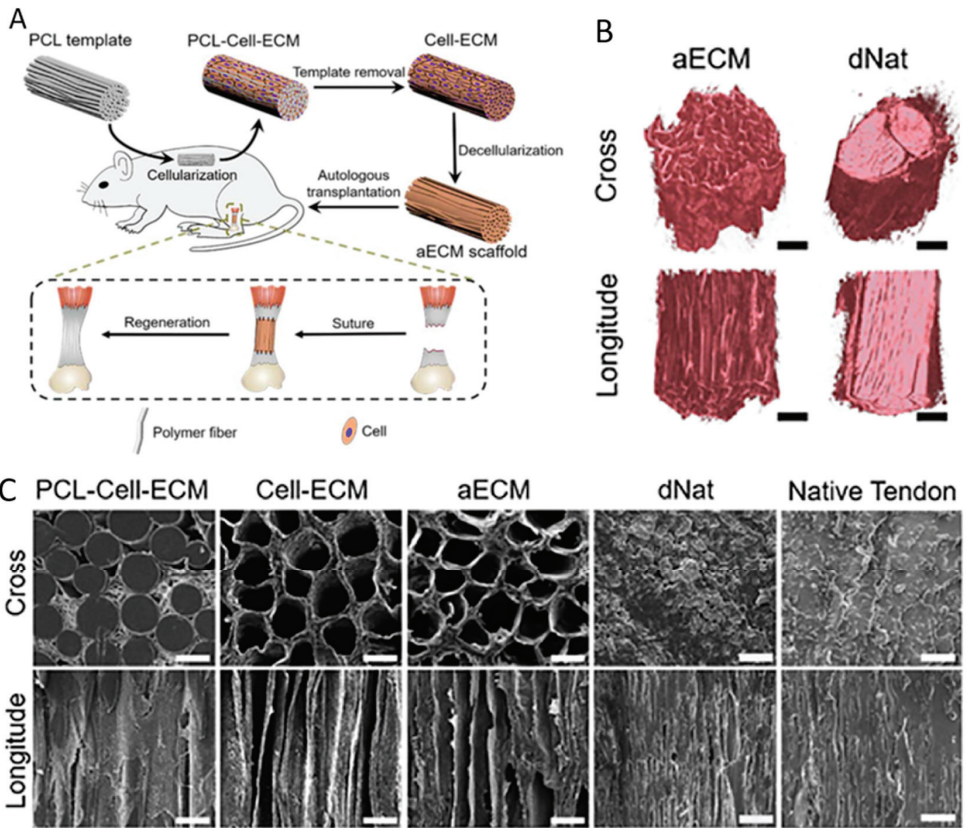 A
PCL template
PCL-Cell-ECM
Cell-ECM
Template removal
Cellularization
Decellularization
Autologous
transplantation
aECM scaffold
Regeneration
Suture
Polymer fiber
Cell
B
aECM
dNat
Cross
Longitude
C
PCL-Cell-ECM
Cell-ECM
aECM
dNat
Native Tendon
Cross
Longitude